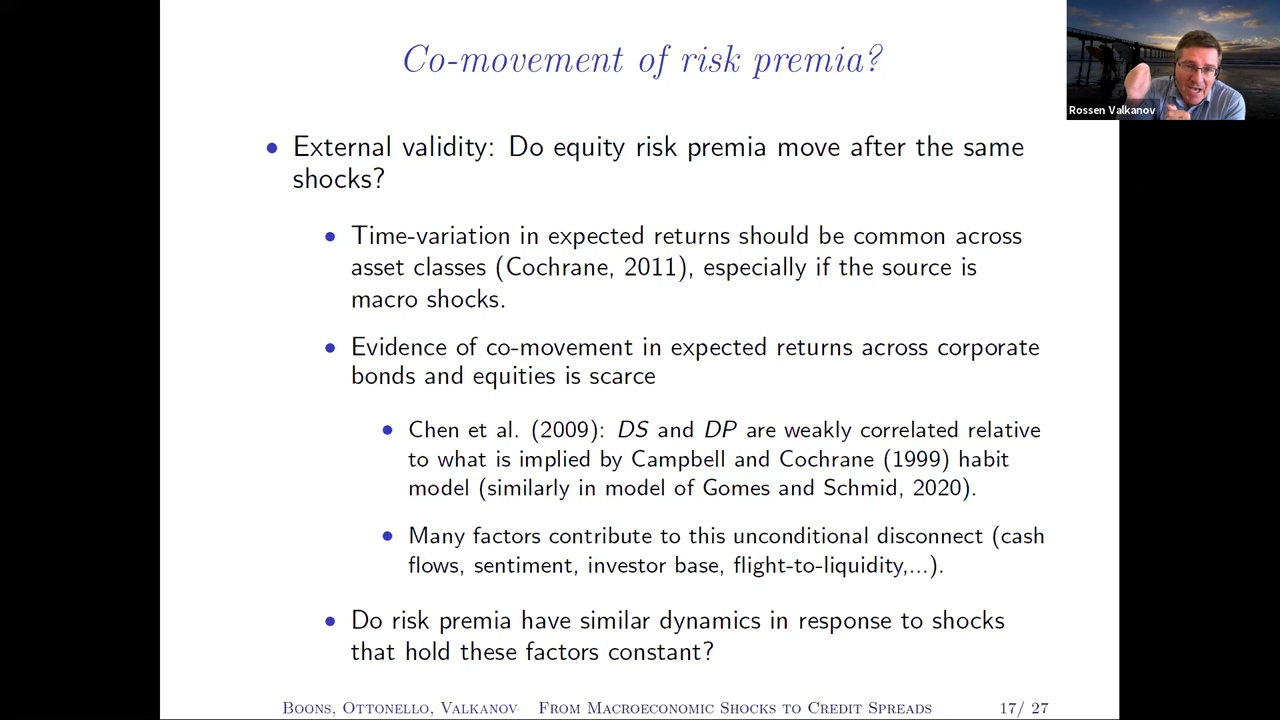 Co-movement of risk premia?
Rossen Valkanov
• External validity: Do equity risk premia move after the same
shocks?
• Time-variation in expected returns should be common across
asset classes (Cochrane, 2011), especially if the source is
macro shocks.
• Evidence of co-movement in expected returns across corporate
bonds and equities is scarce
• Chen et al. (2009): DS and DP are weakly correlated relative
to what is implied by Campbell and Cochrane (1999) habit
model (similarly in model of Gomes and Schmid, 2020).
• Many factors contribute to this unconditional disconnect (cash
flows, sentiment, investor base, flight-to-liquidity,...).
• Do risk premia have similar dynamics in response to shocks
that hold these factors constant?
Boons, Ottonello, Valkanov From Macroeconomic Shocks to Credit Spreads 17/ 27